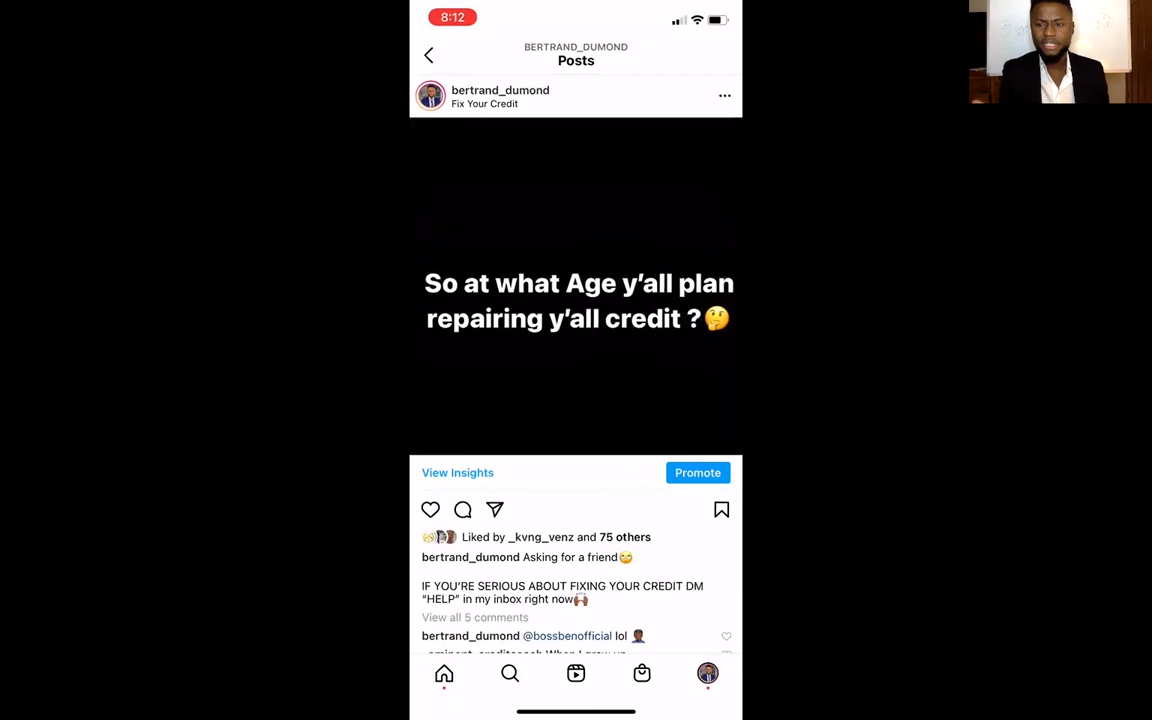 8:12
BERTRAND_DUMOND
Posts
bertrand_dumond
Fix Your Credit
So at what Age y'all plan
repairing y'all credit ?🤔
View Insights
Promote
Liked by _kvng_venz and 75 others
bertrand_dumond Asking for a friend🙄
IF YOU'RE SERIOUS ABOUT FIXING YOUR CREDIT DM
"HELP" in my inbox right now🙌🏾
View all 5 comments
bertrand_dumond @bossbenofficial lol 🤦🏾‍♂️